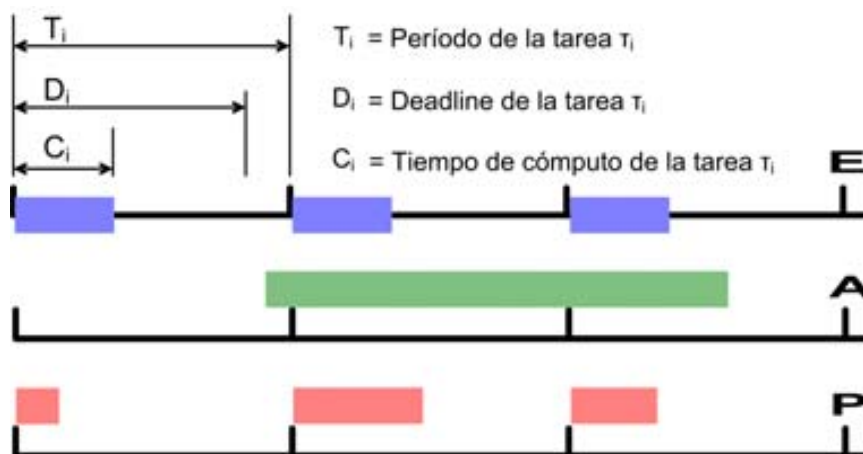 Tᵢ Tᵢ = Período de la tarea τᵢ
Dᵢ Dᵢ = Deadline de la tarea τᵢ
Cᵢ Cᵢ = Tiempo de cómputo de la tarea τᵢ
E
A
P